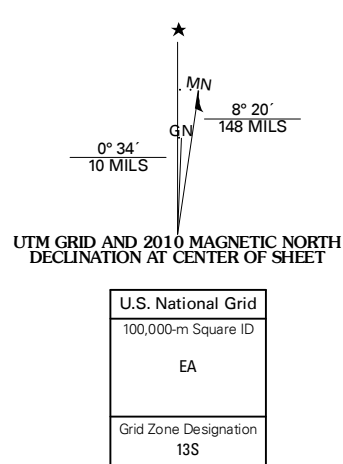 ★
MN
8° 20´
148 MILS
GN
0° 34´
10 MILS
UTM GRID AND 2010 MAGNETIC NORTH
DECLINATION AT CENTER OF SHEET
U.S. National Grid
100,000-m Square ID
EA
Grid Zone Designation
13S